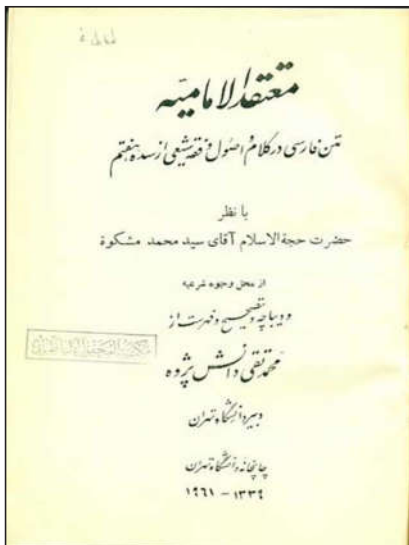 معتقد الامامیه
متن فارسی در کلام و اصول و فقه شیعی از سده هفتم
با نظر
حضرت حجة الاسلام آقای سید محمد مشکوة
از محل وجوه شرعیه
و دیباچه و تصحیح و فهرست از
محمد تقی دانش پژوه
دبیر دانشگاه تهران
چاپخانه دانشگاه تهران
۱۳۳۹ – ۱۹۶۱